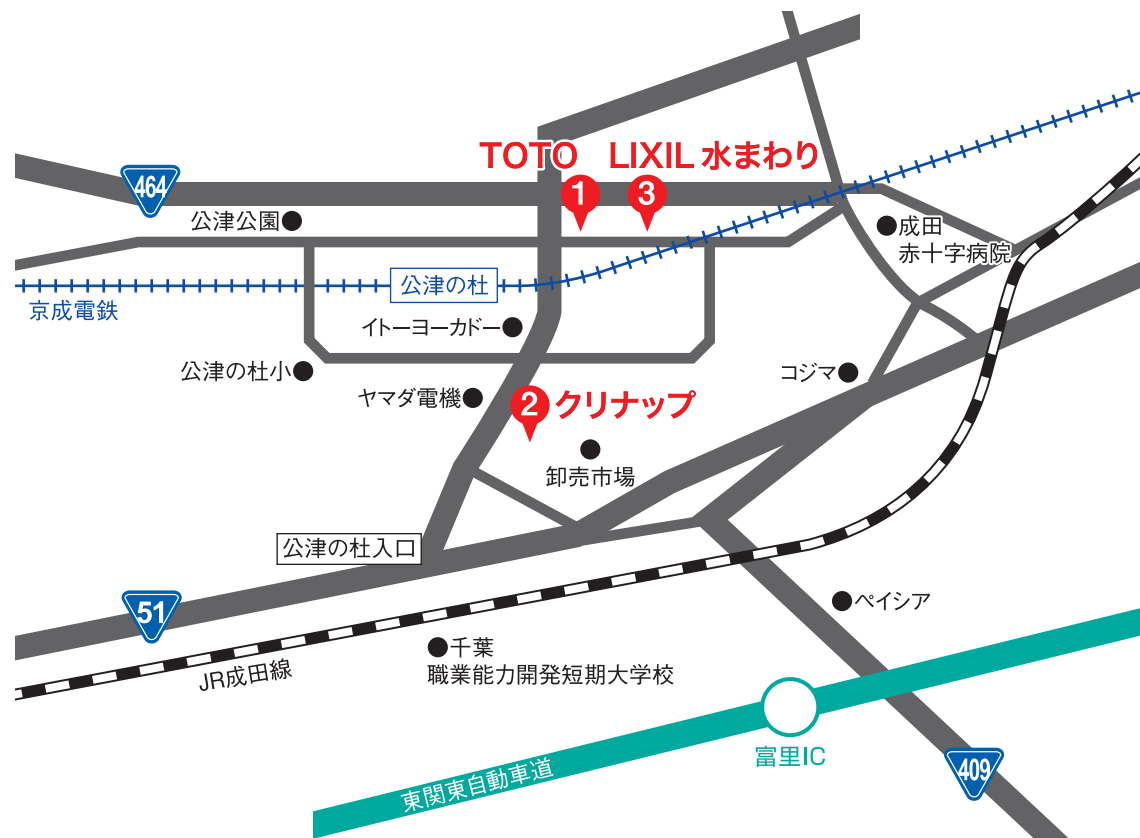 TOTO
LIXIL 水まわり
1
3
464
公津公園
成田
赤十字病院
公津の杜
京成電鉄
イトーヨーカドー
公津の杜小
コジマ
ヤマダ電機
2
クリナップ
卸売市場
公津の杜入口
51
ベイシア
千葉
職業能力開発短期大学校
JR成田線
富里IC
東関東自動車道
409